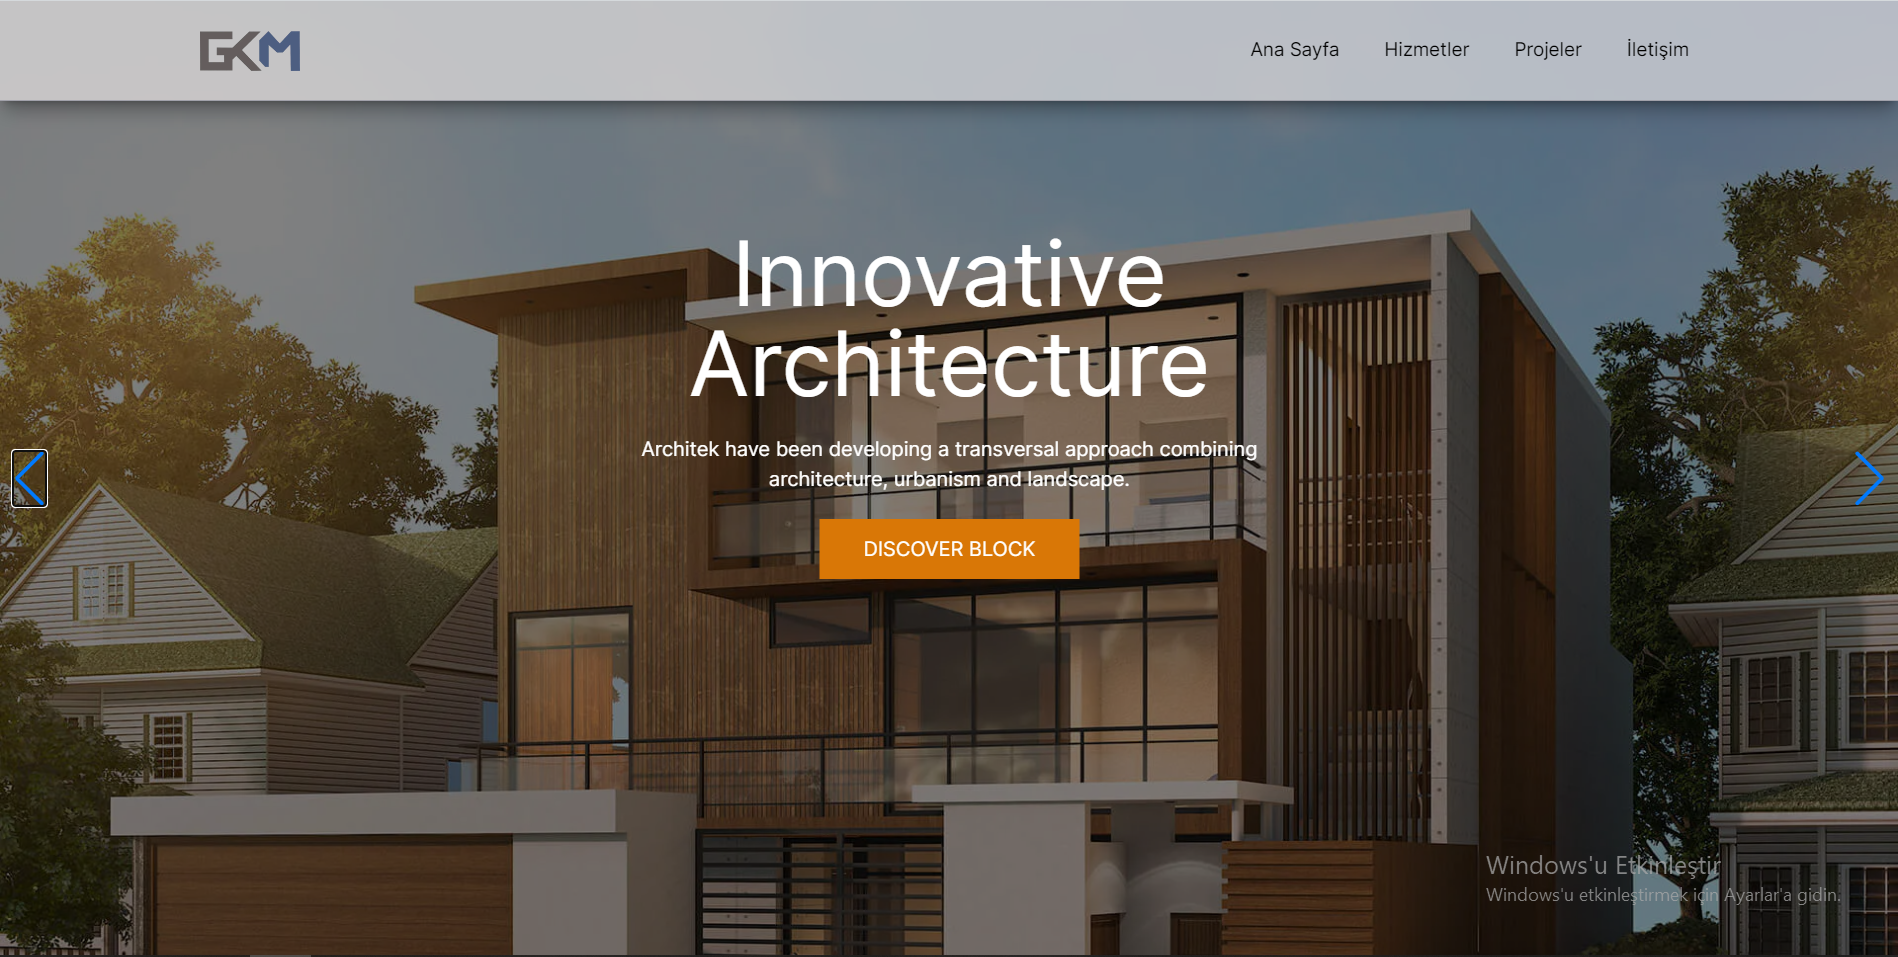 GKM
Ana Sayfa
Hizmetler
Projeler
İletişim
Innovative
Architecture
Architek have been developing a transversal approach combining
architecture, urbanism and landscape.
DISCOVER BLOCK
Windows'u Etkinleştir
Windows'u etkinleştirmek için Ayarlar'a gidin.